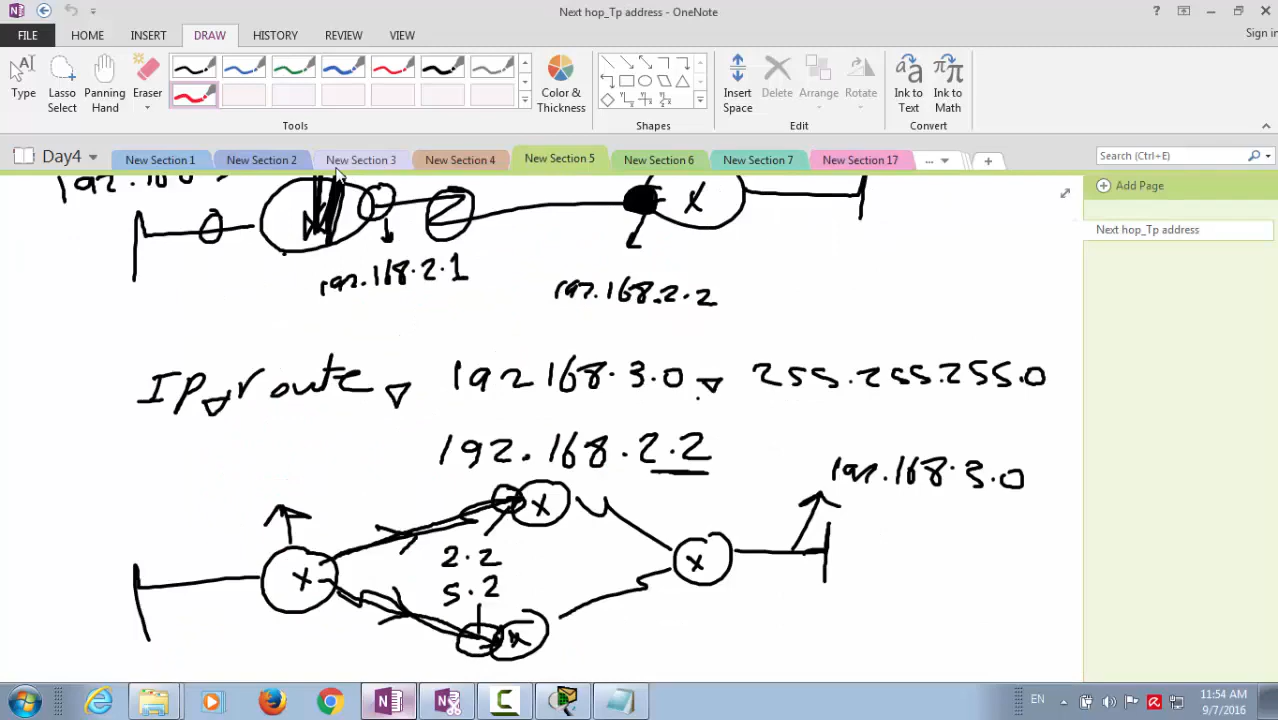 Next hop_Tp address - OneNote
FILE HOME INSERT DRAW HISTORY REVIEW VIEW
Sign in
Type
Lasso Select
Panning Hand
Eraser
Color & Thickness
Insert Space
Delete
Arrange
Rotate
Ink to Text
Ink to Math
Tools
Shapes
Edit
Convert
Day4
New Section 1
New Section 2
New Section 3
New Section 4
New Section 5
New Section 6
New Section 7
New Section 17
...
Search (Ctrl+E)
Add Page
Next hop_Tp address
X
192.168.2.1
192.168.2.2
IP route 192 168.3.0 255.255.255.0
192.168.2.2
192.168.3.0
X
2.2
X
X
5.2
X
EN
11:54 AM
9/7/2016